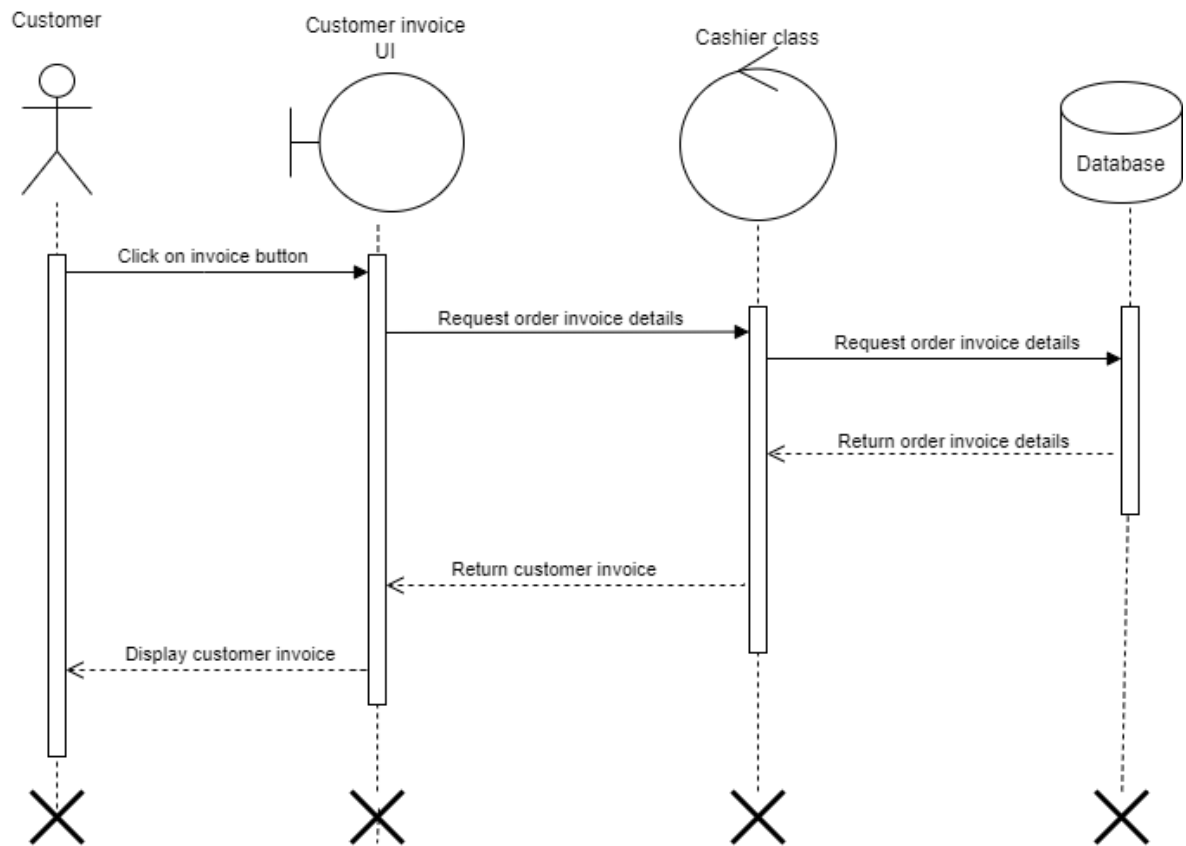 Customer
Customer invoice
UI
Cashier class
Database
Click on invoice button
Request order invoice details
Request order invoice details
Return order invoice details
Return customer invoice
Display customer invoice